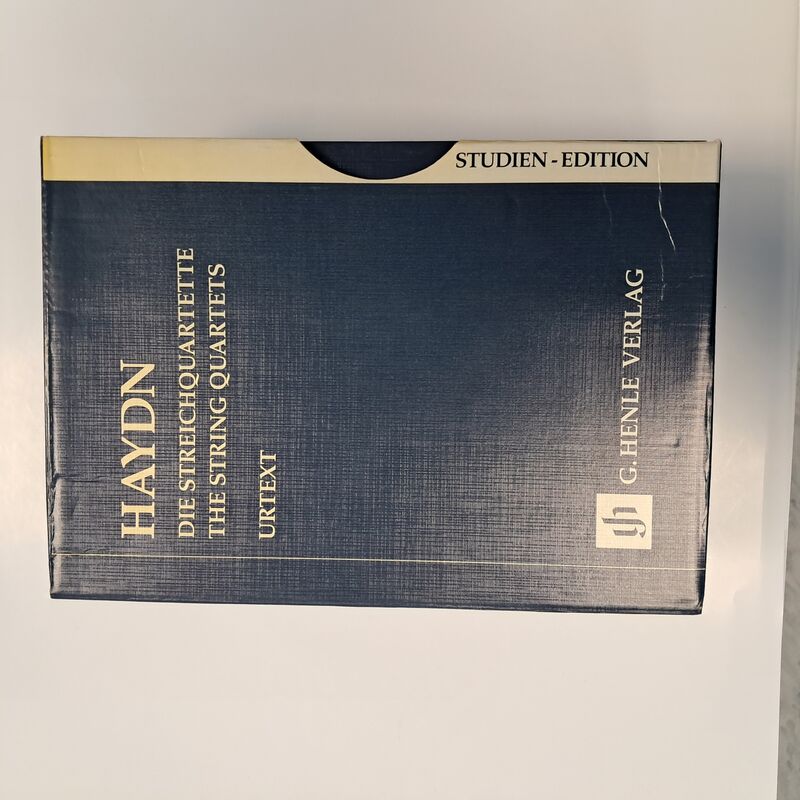 STUDIEN - EDITION
HAYDN
DIE STREICHQUARTETTE
THE STRING QUARTETS
URTEXT
G. HENLE VERLAG